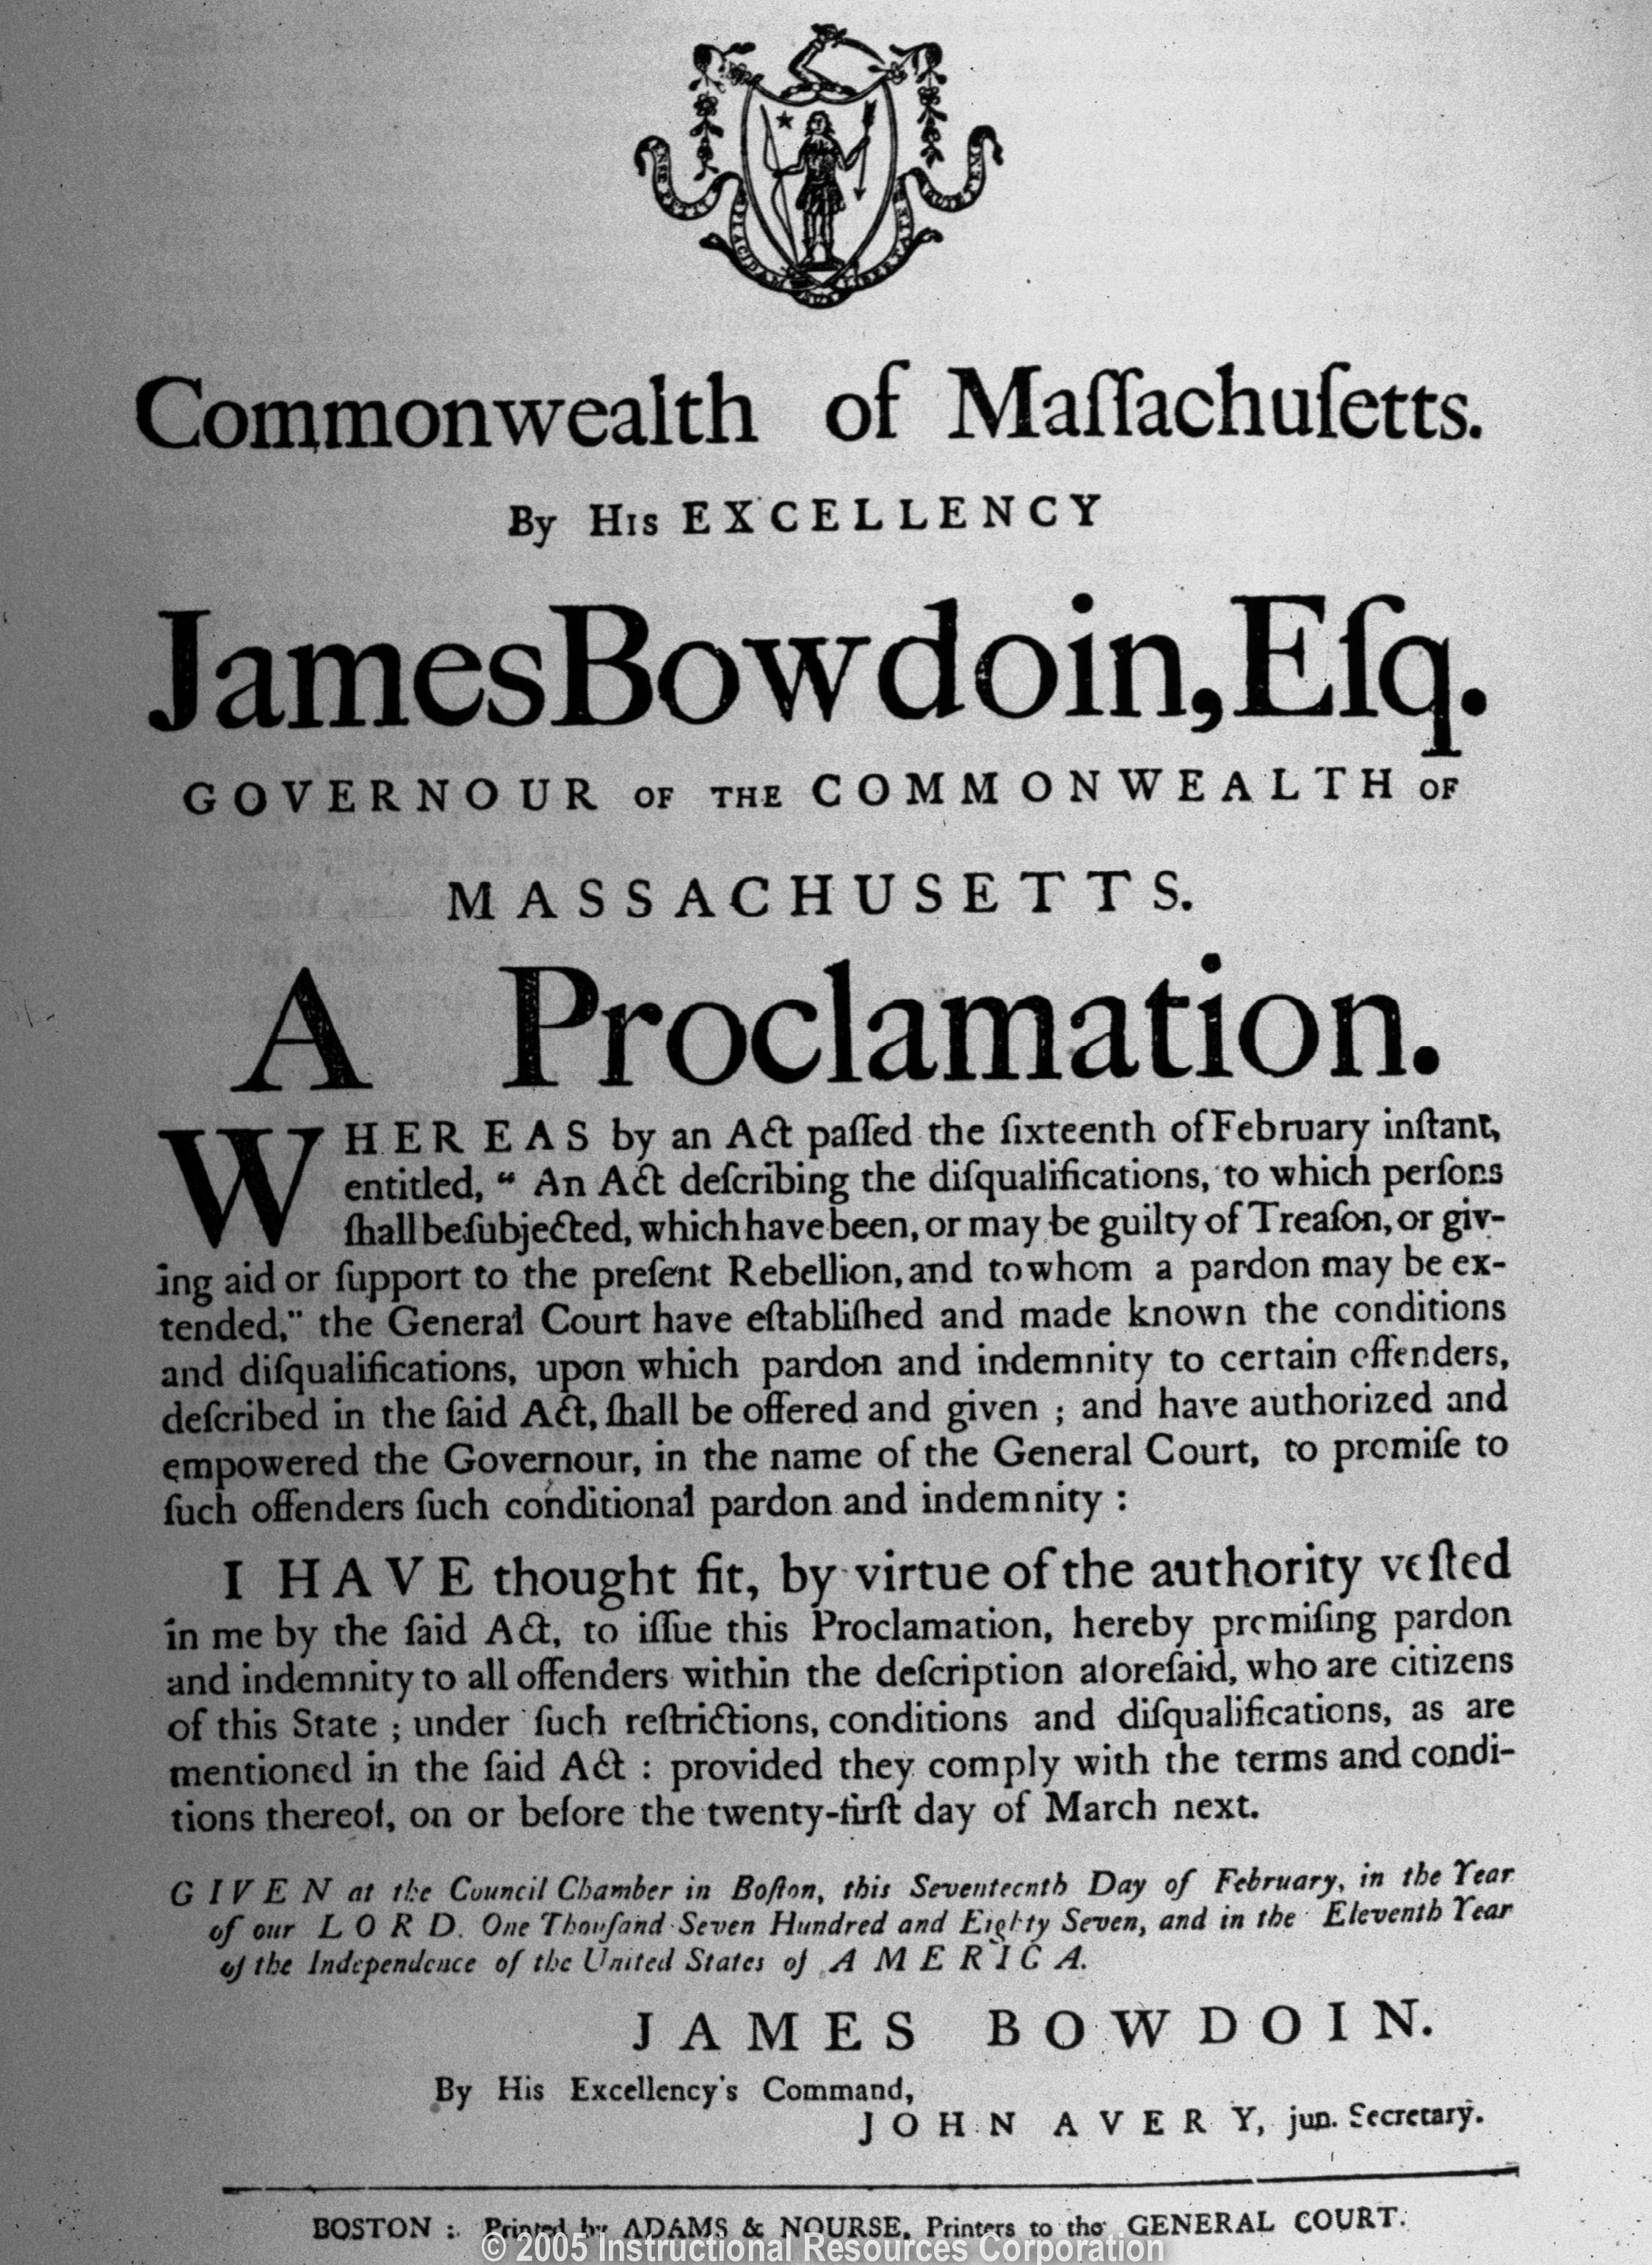 ENSE PETIT
PLACIDAM SUB LIBERTATE
Commonwealth of Maſſachuſetts.
By His EXCELLENCY
James Bowdoin, Eſq.
GOVERNOUR OF THE COMMONWEALTH OF
MASSACHUSETTS.
A Proclamation.
WHEREAS by an Act paſſed the ſixteenth of February inſtant,
entitled, “ An Act deſcribing the diſqualifications, to which perſons
ſhall be ſubjected, which have been, or may be guilty of Treaſon, or giv-
ing aid or ſupport to the preſent Rebellion, and to whom a pardon may be ex-
tended,” the General Court have eſtabliſhed and made known the conditions
and diſqualifications, upon which pardon and indemnity to certain offenders,
deſcribed in the ſaid Act, ſhall be offered and given ; and have authorized and
empowered the Governour, in the name of the General Court, to promiſe to
ſuch offenders ſuch conditional pardon and indemnity :
I HAVE thought fit, by virtue of the authority veſted
in me by the ſaid Act, to iſſue this Proclamation, hereby promiſing pardon
and indemnity to all offenders within the deſcription aforeſaid, who are citizens
of this State ; under ſuch reſtrictions, conditions and diſqualifications, as are
mentioned in the ſaid Act : provided they comply with the terms and condi-
tions thereof, on or before the twenty-firſt day of March next.
GIVEN at the Council Chamber in Boſton, this Seventeenth Day of February, in the Year
of our LORD. One Thouſand Seven Hundred and Eighty Seven, and in the Eleventh Year
of the Independence of the United States of AMERICA.
JAMES BOWDOIN.
By His Excellency's Command,
JOHN AVERY, jun. Secretary.
BOSTON : Printed by ADAMS & NOURSE, Printers to the GENERAL COURT.
© 2005 Instructional Resources Corporation